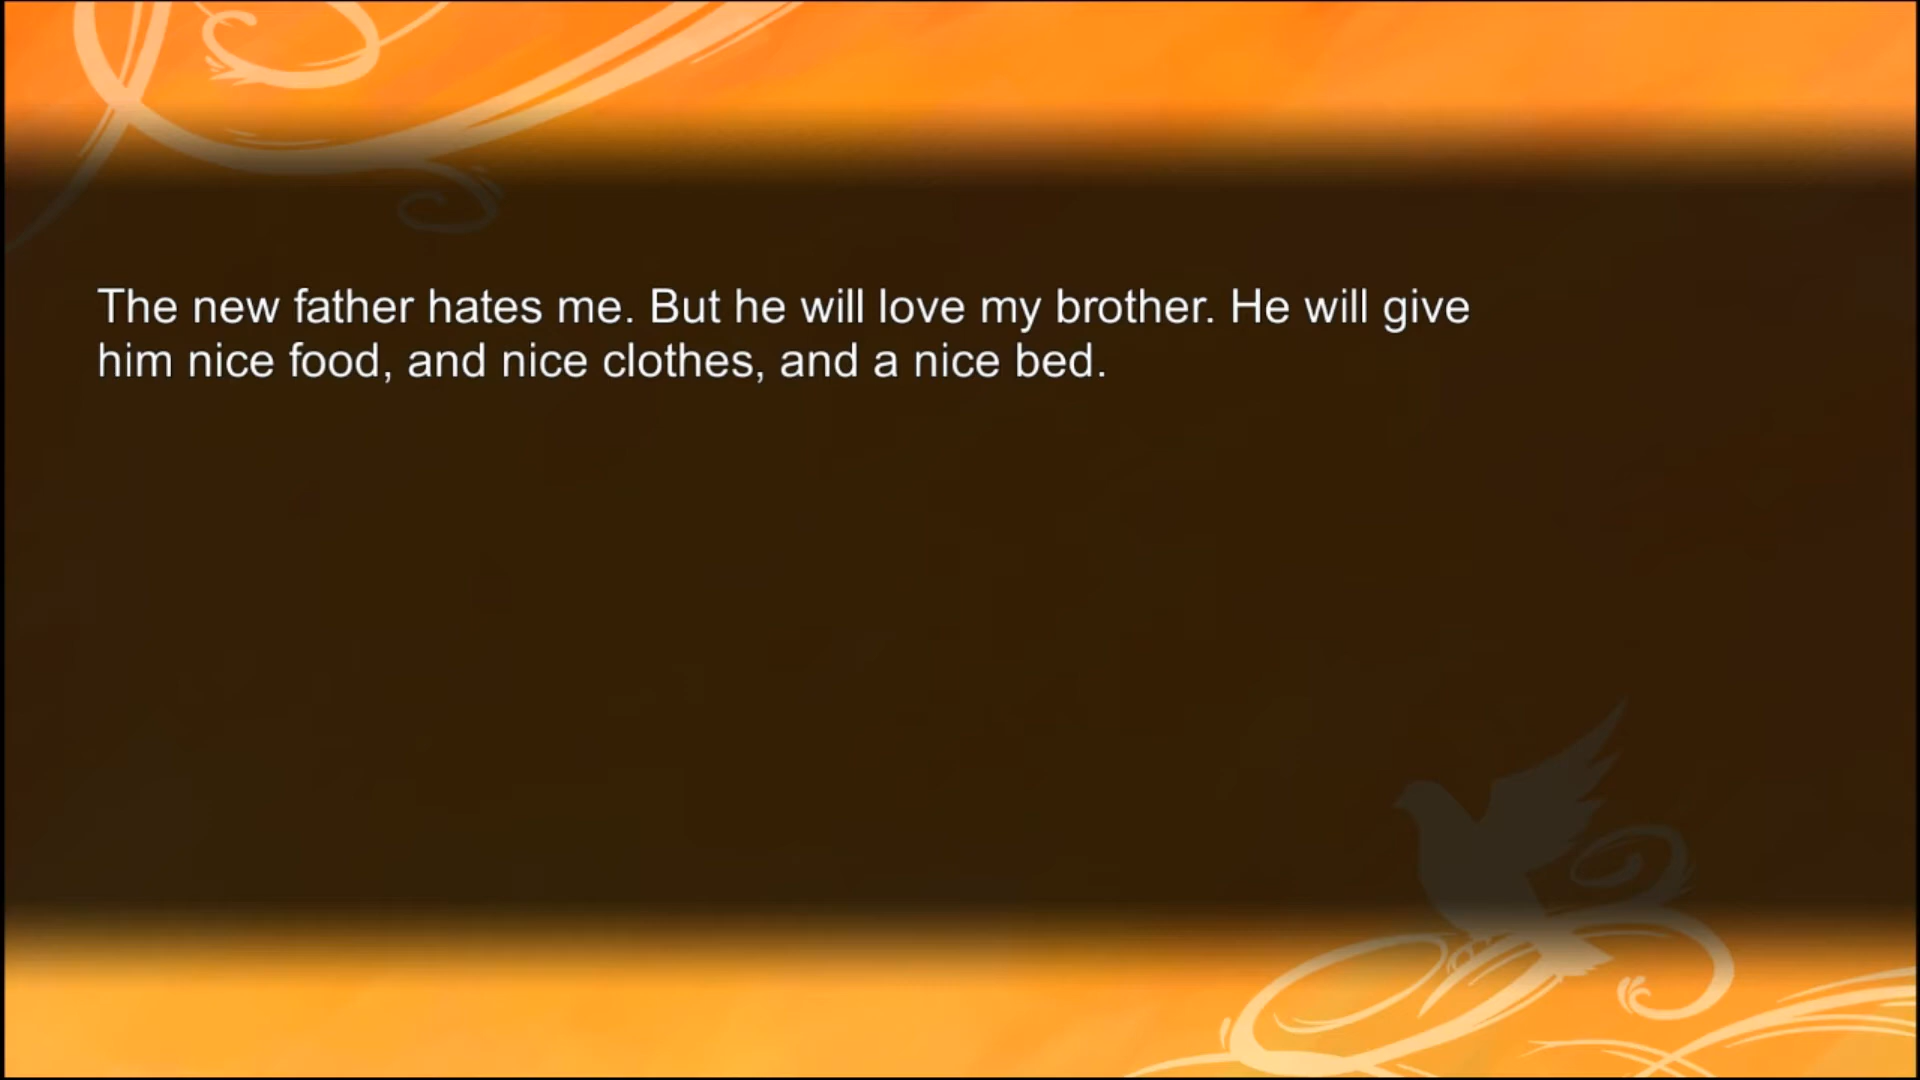 The new father hates me. But he will love my brother. He will give
him nice food, and nice clothes, and a nice bed.